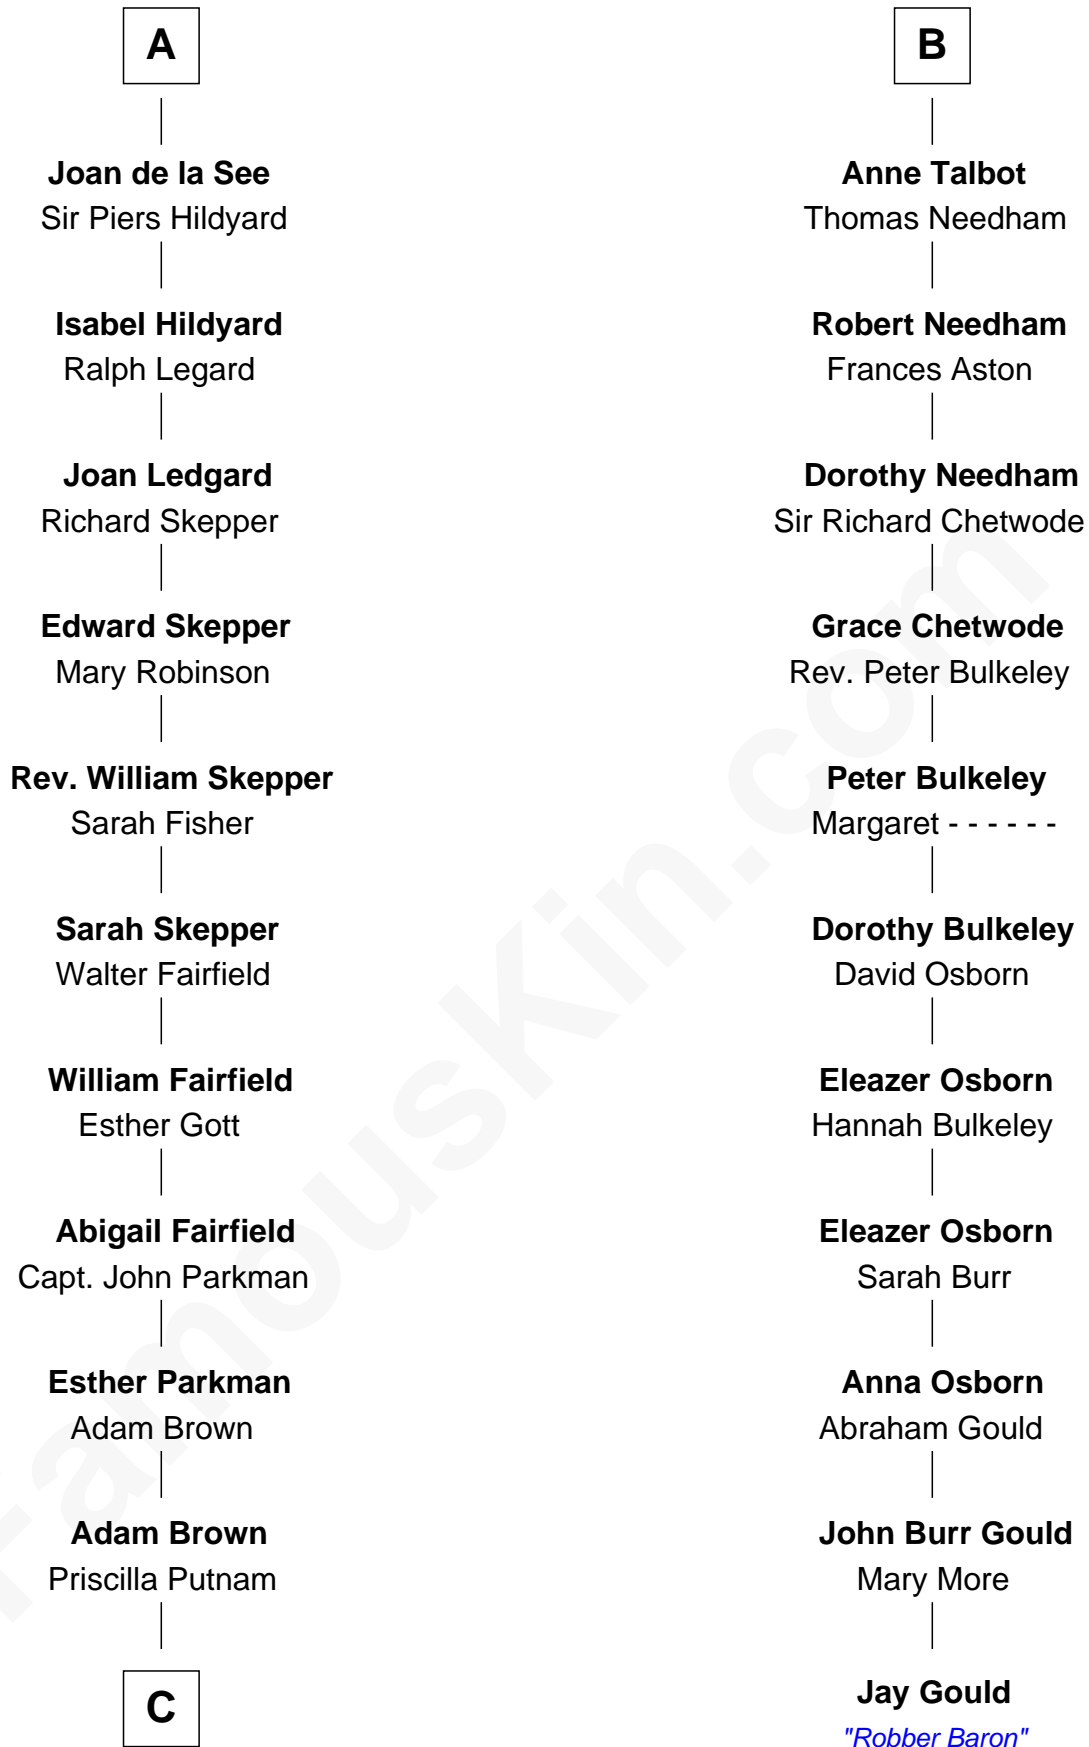 A
Joan de la See
Sir Piers Hildyard
Isabel Hildyard
Ralph Legard
Joan Ledgard
Richard Skepper
Edward Skepper
Mary Robinson
Rev. William Skepper
Sarah Fisher
Sarah Skepper
Walter Fairfield
William Fairfield
Esther Gott
Abigail Fairfield
Capt. John Parkman
Esther Parkman
Adam Brown
Adam Brown
Priscilla Putnam
C
B
Anne Talbot
Thomas Needham
Robert Needham
Frances Aston
Dorothy Needham
Sir Richard Chetwode
Grace Chetwode
Rev. Peter Bulkeley
Peter Bulkeley
Margaret - - - - - -
Dorothy Bulkeley
David Osborn
Eleazer Osborn
Hannah Bulkeley
Eleazer Osborn
Sarah Burr
Anna Osborn
Abraham Gould
John Burr Gould
Mary More
Jay Gould
"Robber Baron"
FamousKin.com